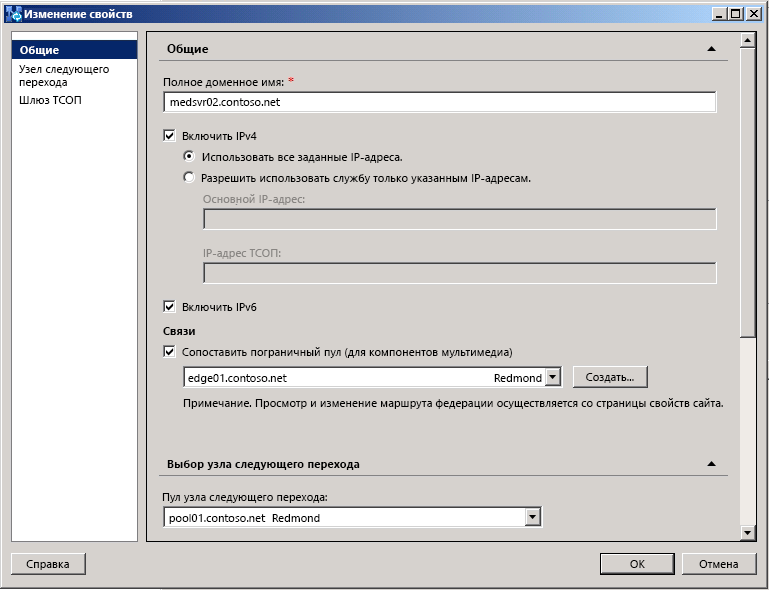 Изменение свойств
Общие
Узел следующего
перехода
Шлюз ТСОП
Общие
Полное доменное имя: *
medsvr02.contoso.net
Включить IPv4
Использовать все заданные IP-адреса.
Разрешить использовать службу только указанным IP-адресам.
Основной IP-адрес:
IP-адрес ТСОП:
Включить IPv6
Связи
Сопоставить пограничный пул (для компонентов мультимедиа)
edge01.contoso.net Redmond
Создать...
Примечание. Просмотр и изменение маршрута федерации осуществляется со страницы свойств сайта.
Выбор узла следующего перехода
Пул узла следующего перехода:
pool01.contoso.net Redmond
Справка
ОК
Отмена